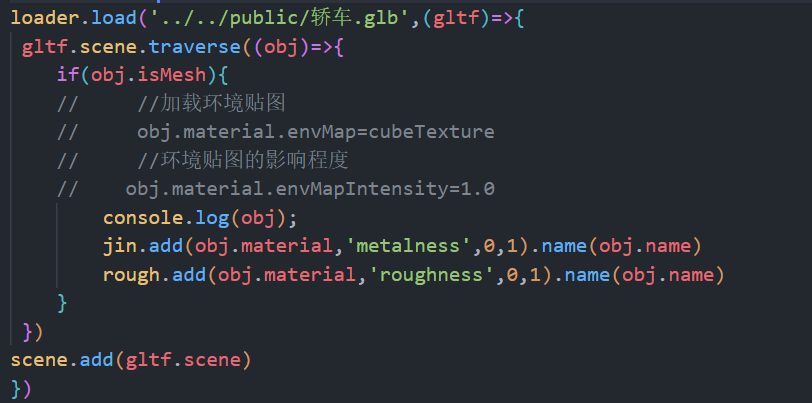 loader.load('../../public/轿车.glb',(gltf)=>{
gltf.scene.traverse((obj)=>{
if(obj.isMesh){
// //加载环境贴图
// obj.material.envMap=cubeTexture
// //环境贴图的影响程度
// obj.material.envMapIntensity=1.0
console.log(obj);
jin.add(obj.material,'metalness',0,1).name(obj.name)
rough.add(obj.material,'roughness',0,1).name(obj.name)
}
})
scene.add(gltf.scene)
})